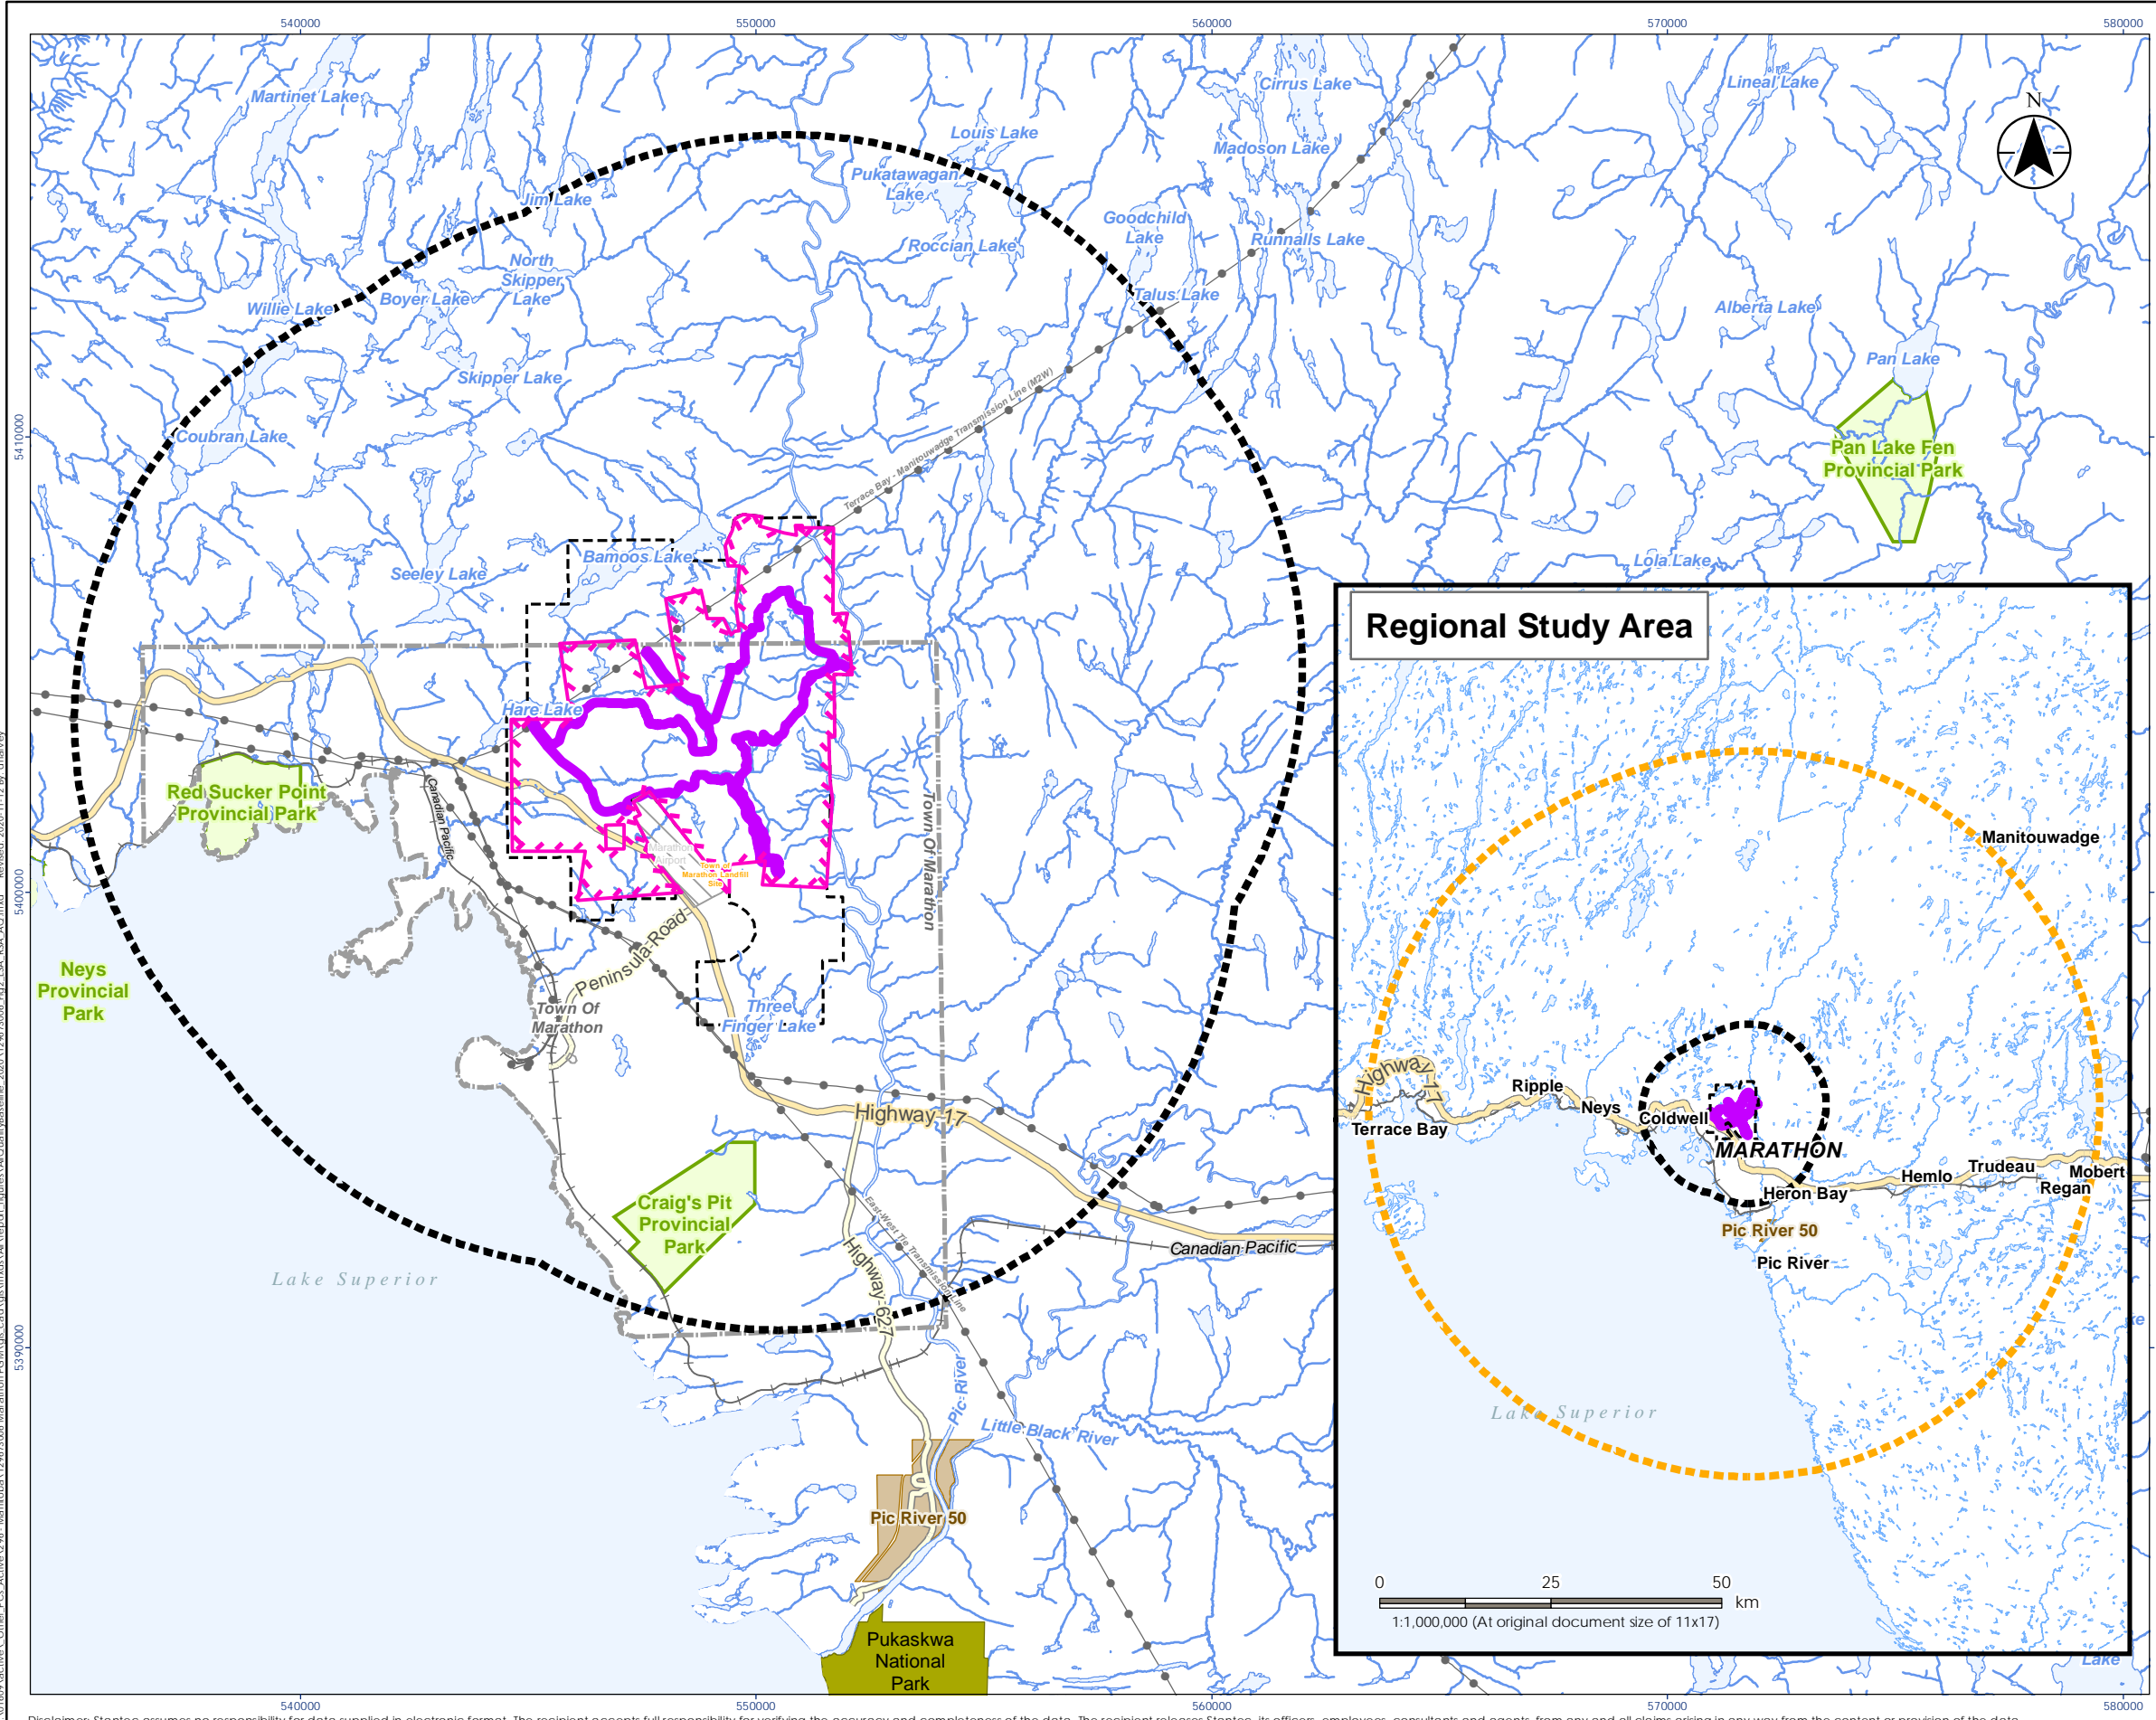 540000
550000
560000
570000
580000
Martinet Lake
Cirrus Lake
Lineal Lake
N
Louis Lake
Madoson Lake
Pukatawagan
Lake
Jim Lake
Goodchild
Lake
Roccian Lake
Runnalls Lake
North
Skipper
Lake
Boyer Lake
Willie Lake
Talus Lake
Alberta Lake
Pan Lake
Skipper Lake
Terrace Bay - Manitouwadge Transmission Line (M2W)
5410000
Coubran Lake
Pan Lake Fen
Provincial Park
Bamoos Lake
Seeley Lake
Lola Lake
Hare Lake
Red Sucker Point
Provincial Park
Canadian Pacific
Marathon
Airport
Town of
Marathon Landfill
Site
Town Of Marathon
5400000
Peninsula Road
Neys
Provincial
Park
Town Of
Marathon
Three
Finger Lake
Highway 17
Craig's Pit
Provincial
Park
East-West Tie Transmission Line
Highway 627
Canadian Pacific
Lake Superior
5390000
Pic River
Little Black River
Pic River 50
Pukaskwa
National
Park
Regional Study Area
Manitouwadge
Highway 17
Ripple
Neys
Terrace Bay
Coldwell
MARATHON
Hemlo
Trudeau
Mobert
Regan
Heron Bay
Pic River 50
Pic River
Lake Superior
0
25
50
km
1:1,000,000 (At original document size of 11x17)
Lake
540000
550000
560000
570000
580000